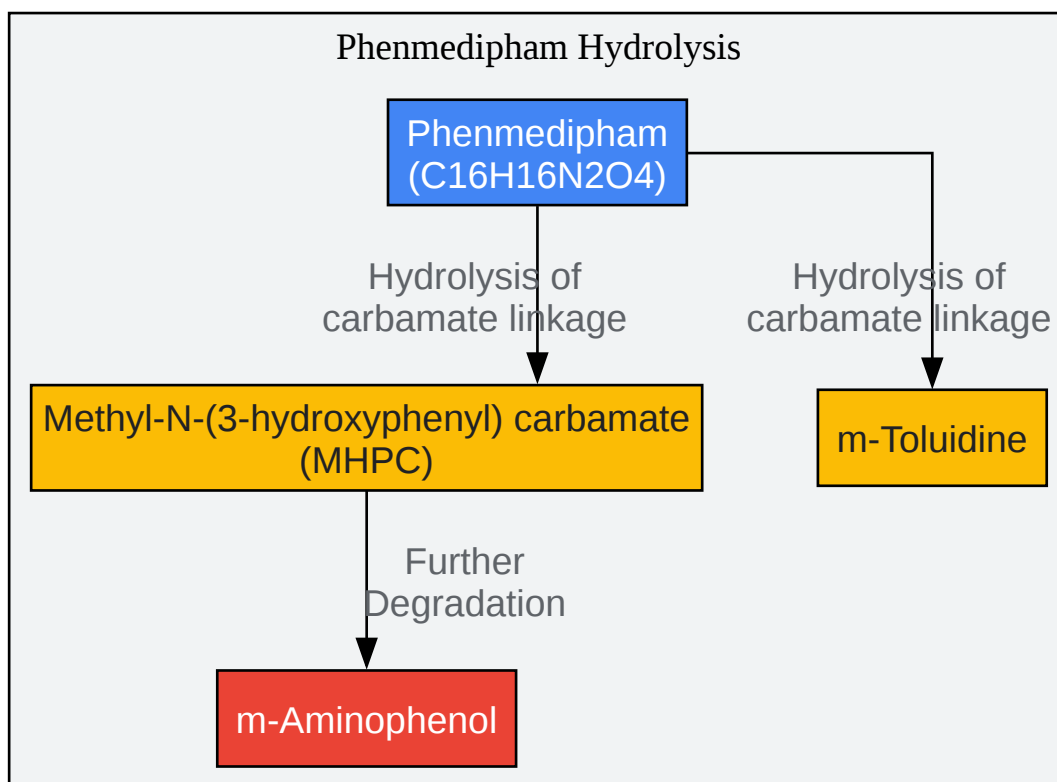 Phenmedipham Hydrolysis
Phenmedipham
(C16H16N2O4)
Hydrolysis of
carbamate linkage
Hydrolysis of
carbamate linkage
Methyl-N-(3-hydroxyphenyl) carbamate
(MHPC)
m-Toluidine
Further
Degradation
m-Aminophenol